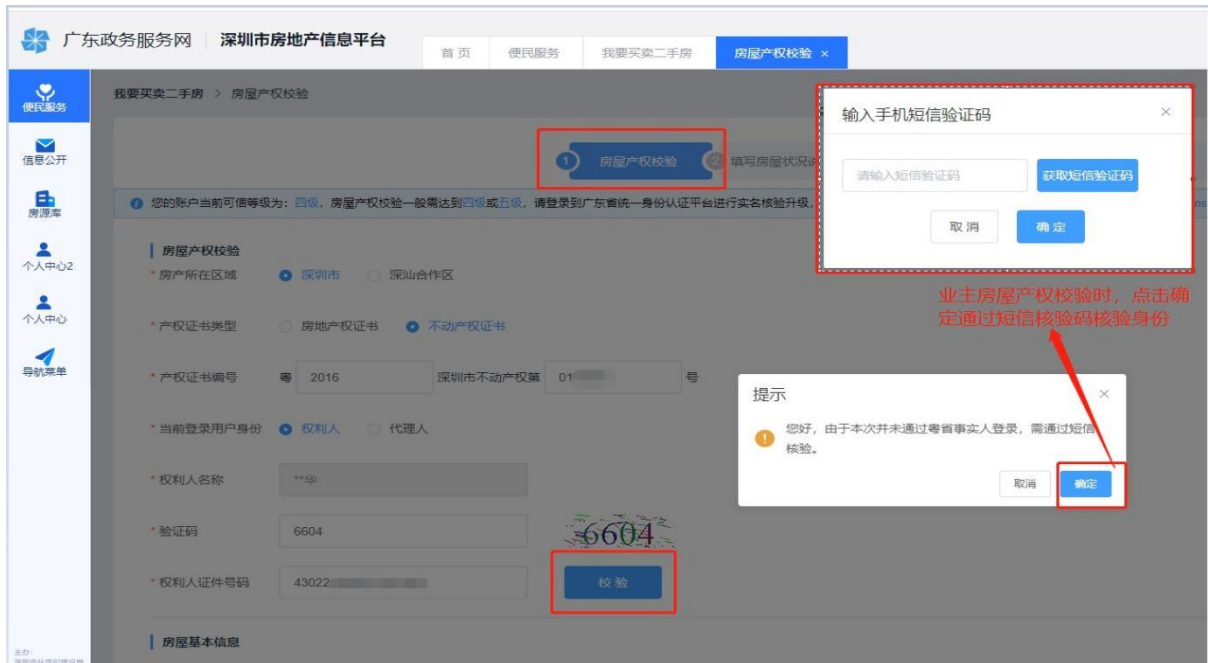 广东政务服务网 深圳市房地产信息平台
首页 便民服务 我要买卖二手房 房屋产权校验 ×
便民服务
信息公开
房源库
个人中心2
个人中心
导航菜单
我要买卖二手房 > 房屋产权校验
1 房屋产权校验 2 填写房屋状况
您的账户当前可信等级为：四级，房屋产权校验一般需达到四级或五级，请登录到广东省统一身份认证平台进行实名核验升级，
房屋产权校验
* 房产所在区域 深圳市 深汕合作区
* 产权证书类型 房地产权证书 不动产权证书
* 产权证书编号 粤 2016 深圳市不动产权第 01 号
* 当前登录用户身份 权利人 代理人
* 权利人名称 **华
* 验证码 6604 6604
* 权利人证件号码 43022 校验
房屋基本信息
主办：
输入手机短信验证码 ×
请输入短信验证码 获取短信验证码
取消 确定
业主房屋产权校验时，点击确
定通过短信核验码核验身份
提示 ×
您好，由于本次并未通过粤省事实人登录，需通过短信
核验。
取消 确定